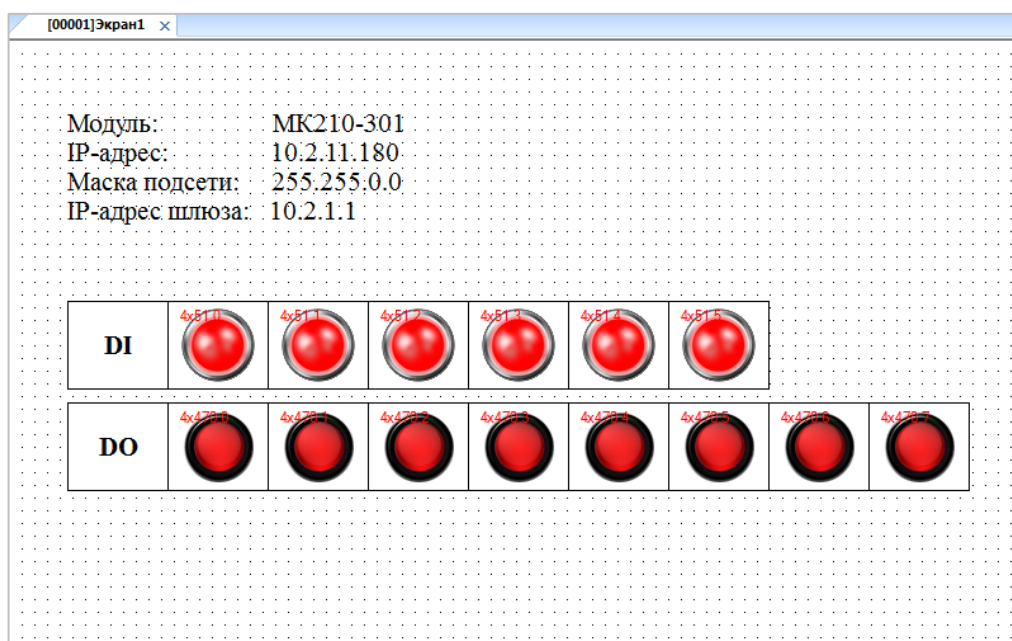 [00001]Экран1
Модуль: МК210-301
IP-адрес: 10.2.11.180
Маска подсети: 255.255.0.0
IP-адрес шлюза: 10.2.1.1
DI 4x51.0 4x51.1 4x51.2 4x51.3 4x51.4 4x51.5
DO 4x470.0 4x470.1 4x470.2 4x470.3 4x470.4 4x470.5 4x470.6 4x470.7